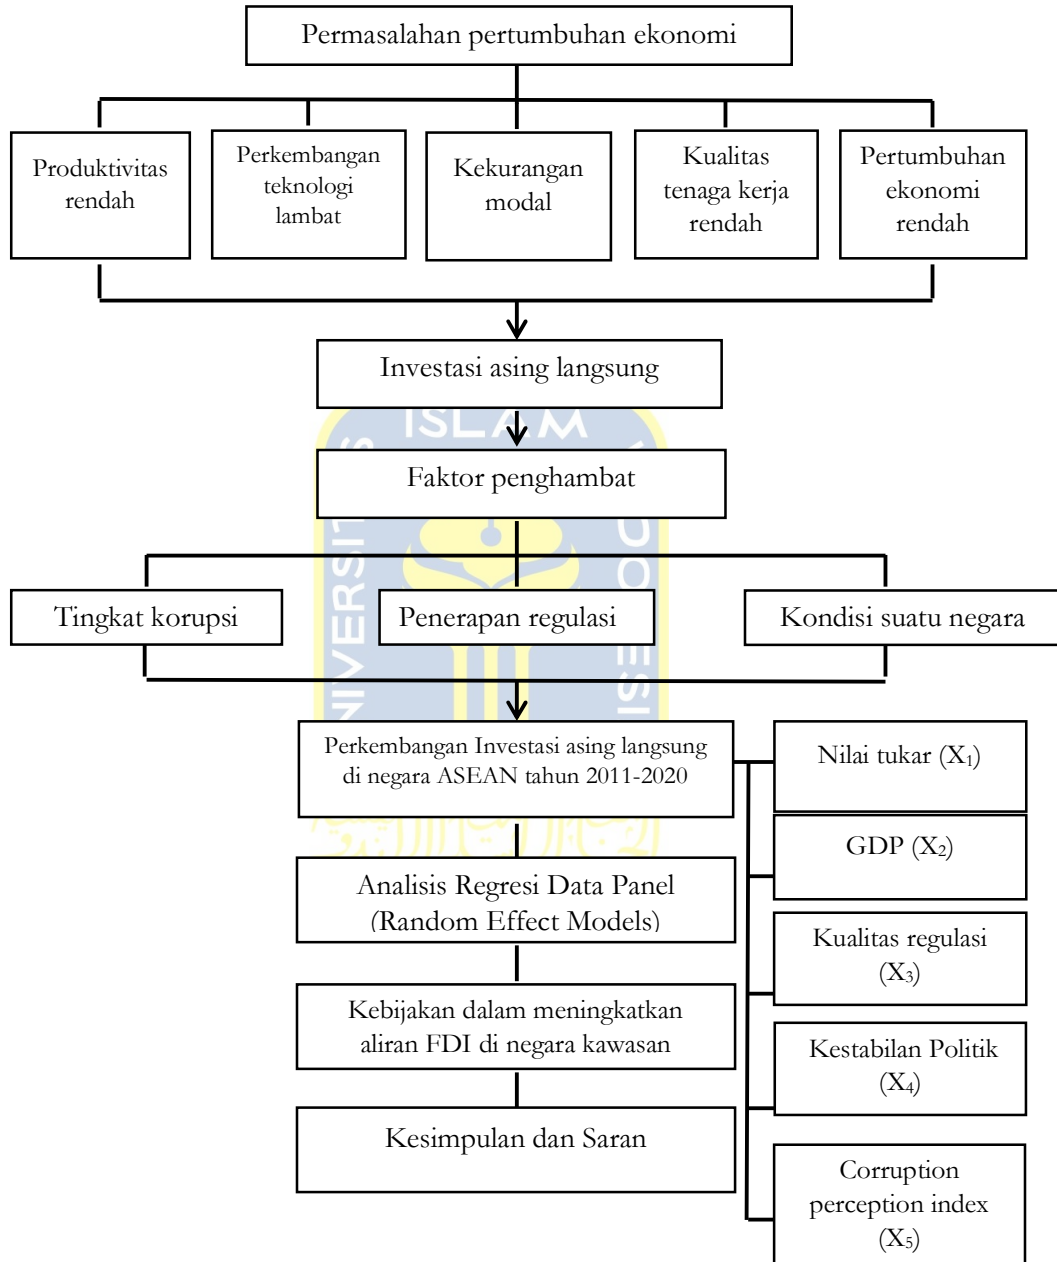 Permasalahan pertumbuhan ekonomi
Produktivitas
rendah
Perkembangan
teknologi
lambat
Kekurangan
modal
Kualitas
tenaga kerja
rendah
Pertumbuhan
ekonomi
rendah
Investasi asing langsung
ISLAM
Faktor penghambat
Tingkat korupsi
Penerapan regulasi
Kondisi suatu negara
Perkembangan Investasi asing langsung
di negara ASEAN tahun 2011-2020
Nilai tukar (X₁)
GDP (X₂)
Analisis Regresi Data Panel
(Random Effect Models)
Kualitas regulasi
(X₃)
Kebijakan dalam meningkatkan
aliran FDI di negara kawasan
Kestabilan Politik
(X₄)
Kesimpulan dan Saran
Corruption
perception index
(X₅)